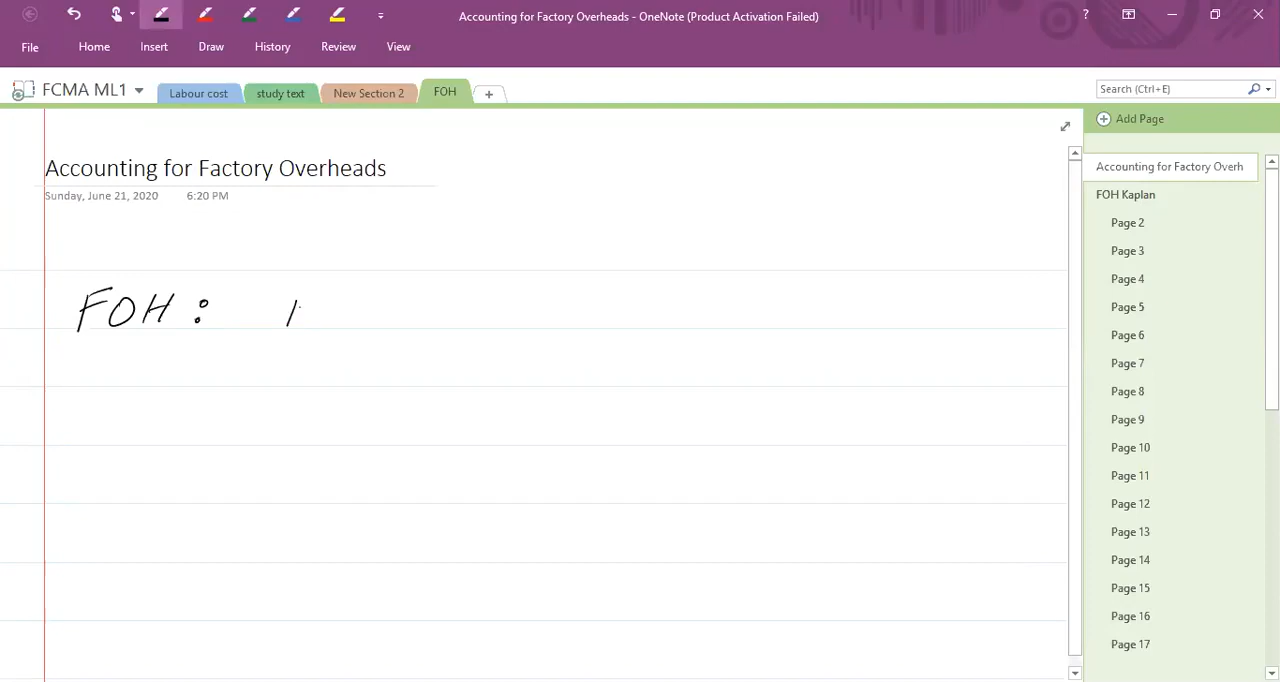 Accounting for Factory Overheads - OneNote (Product Activation Failed)
?
File Home Insert Draw History Review View
FCMA ML1 Labour cost study text New Section 2 FOH +
Search (Ctrl+E)
Add Page
Accounting for Factory Overheads
Sunday, June 21, 2020 6:20 PM
FOH :
Accounting for Factory Overh
FOH Kaplan
Page 2
Page 3
Page 4
Page 5
Page 6
Page 7
Page 8
Page 9
Page 10
Page 11
Page 12
Page 13
Page 14
Page 15
Page 16
Page 17